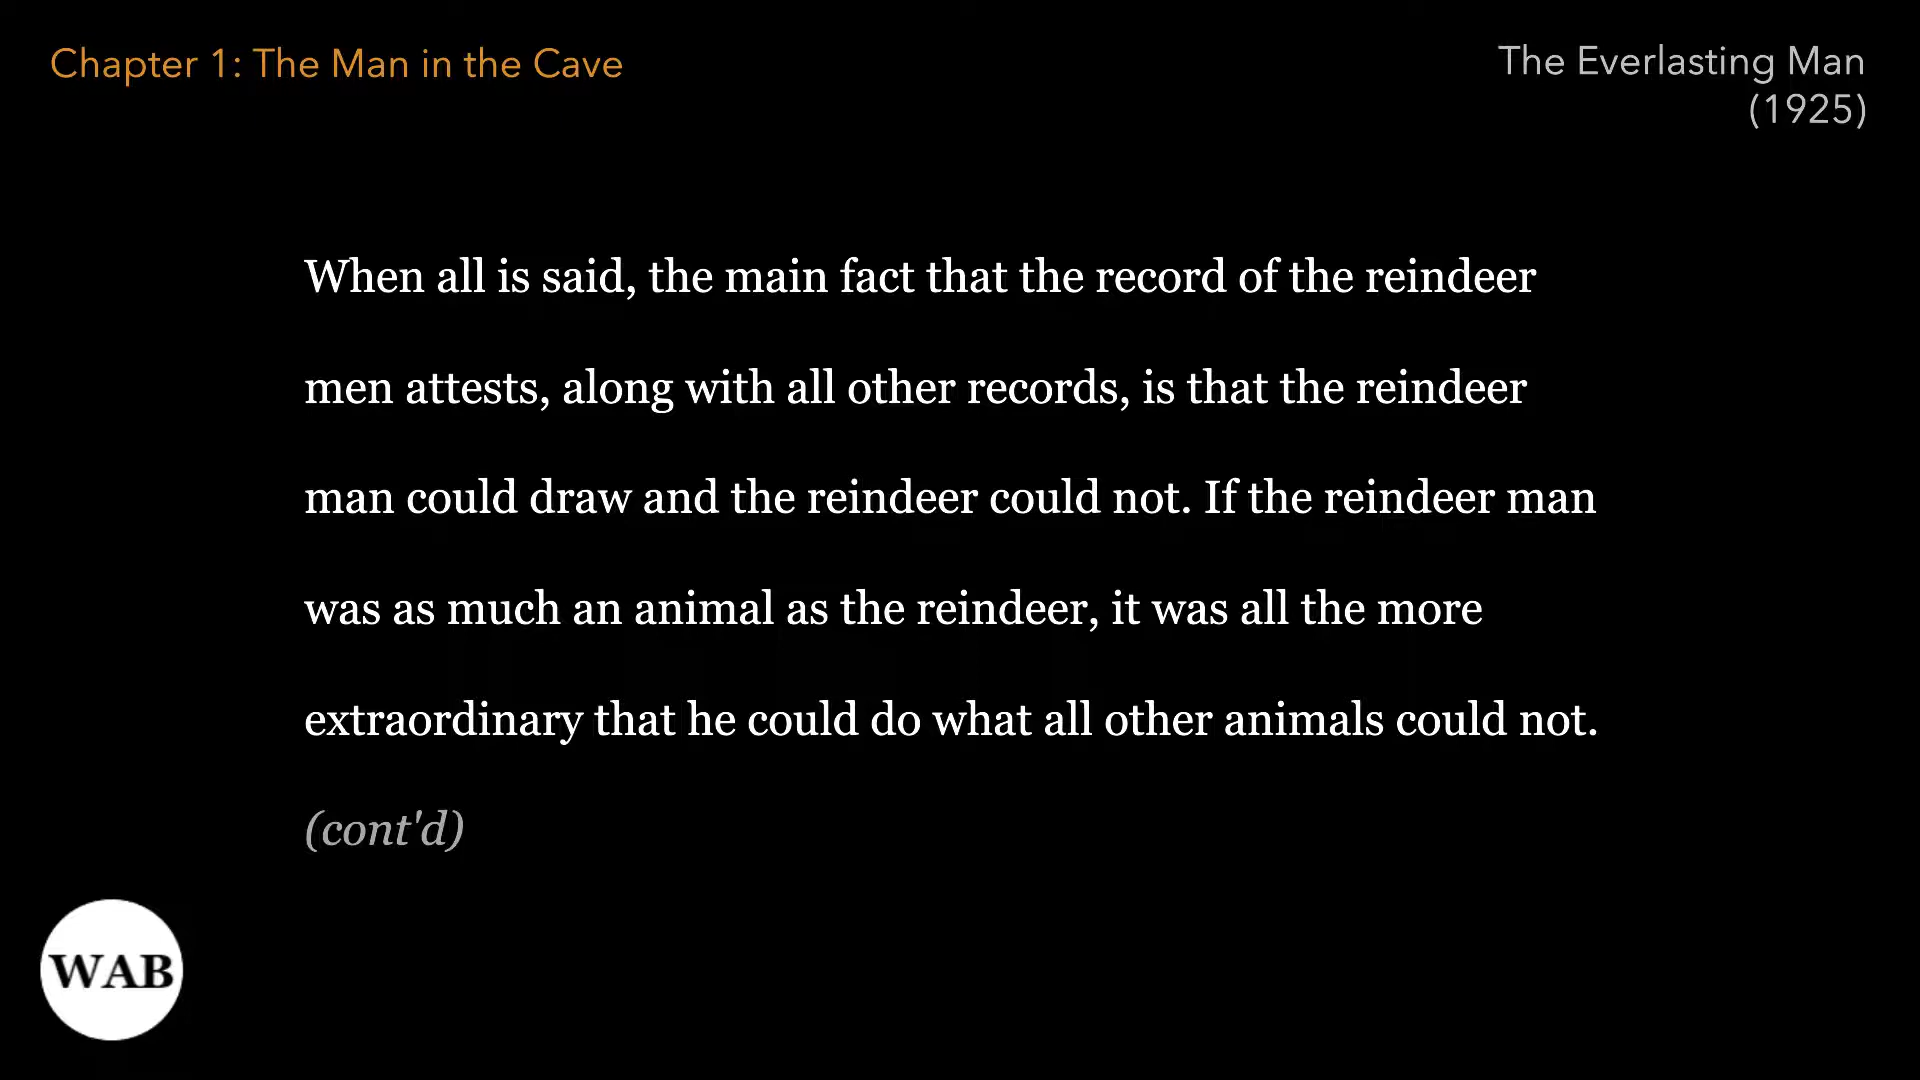 Chapter 1: The Man in the Cave
The Everlasting Man
(1925)
When all is said, the main fact that the record of the reindeer
men attests, along with all other records, is that the reindeer
man could draw and the reindeer could not. If the reindeer man
was as much an animal as the reindeer, it was all the more
extraordinary that he could do what all other animals could not.
(cont'd)
WAB